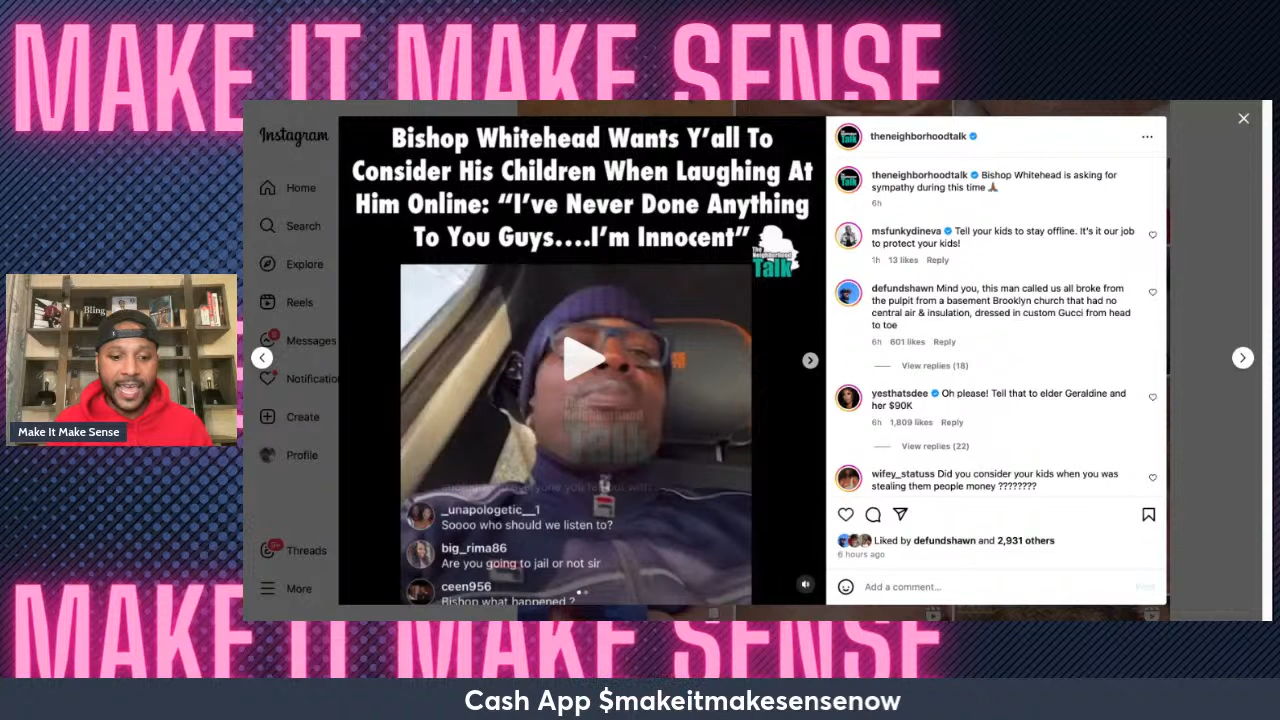 MAKE IT MAKE SENSE
Instagram
Home
Search
Explore
Reels
Messages
Notification
Create
Profile
Threads
More
Bling
Make It Make Sense
Bishop Whitehead Wants Y'all To
Consider His Children When Laughing At
Him Online: “I've Never Done Anything
To You Guys....I'm Innocent”
The
Neighborhood
Talk
_unapologetic__1
Soooo who should we listen to?
big_rima86
Are you going to jail or not sir
ceen956
Bishop what happened ?
theneighborhoodtalk
theneighborhoodtalk Bishop Whitehead is asking for
sympathy during this time 🙏🏾
6h
msfunkydineva Tell your kids to stay offline. It's it our job
to protect your kids!
1h 13 likes Reply
defundshawn Mind you, this man called us all broke from
the pulpit from a basement Brooklyn church that had no
central air & insulation, dressed in custom Gucci from head
to toe
6h 601 likes Reply
View replies (18)
yesthatsdee Oh please! Tell that to elder Geraldine and
her $90K
6h 1,809 likes Reply
View replies (22)
wifey_statuss Did you consider your kids when you was
stealing them people money ????????
Liked by defundshawn and 2,931 others
6 hours ago
Add a comment...
Post
MAKE IT MAKE SENSE
Cash App $makeitmakesensenow